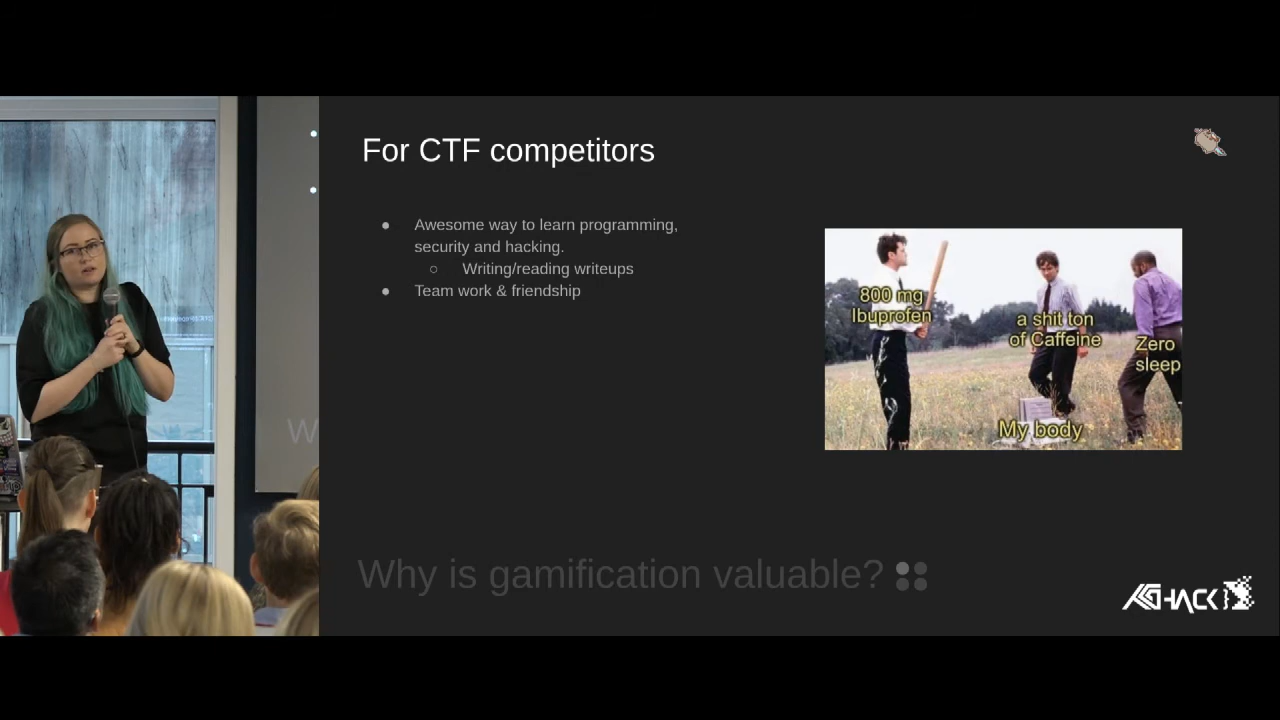 W
For CTF competitors
● Awesome way to learn programming,
security and hacking.
○ Writing/reading writeups
● Team work & friendship
800 mg
Ibuprofen
a shit ton
of Caffeine
Zero
sleep
My body
Why is gamification valuable?
HACK